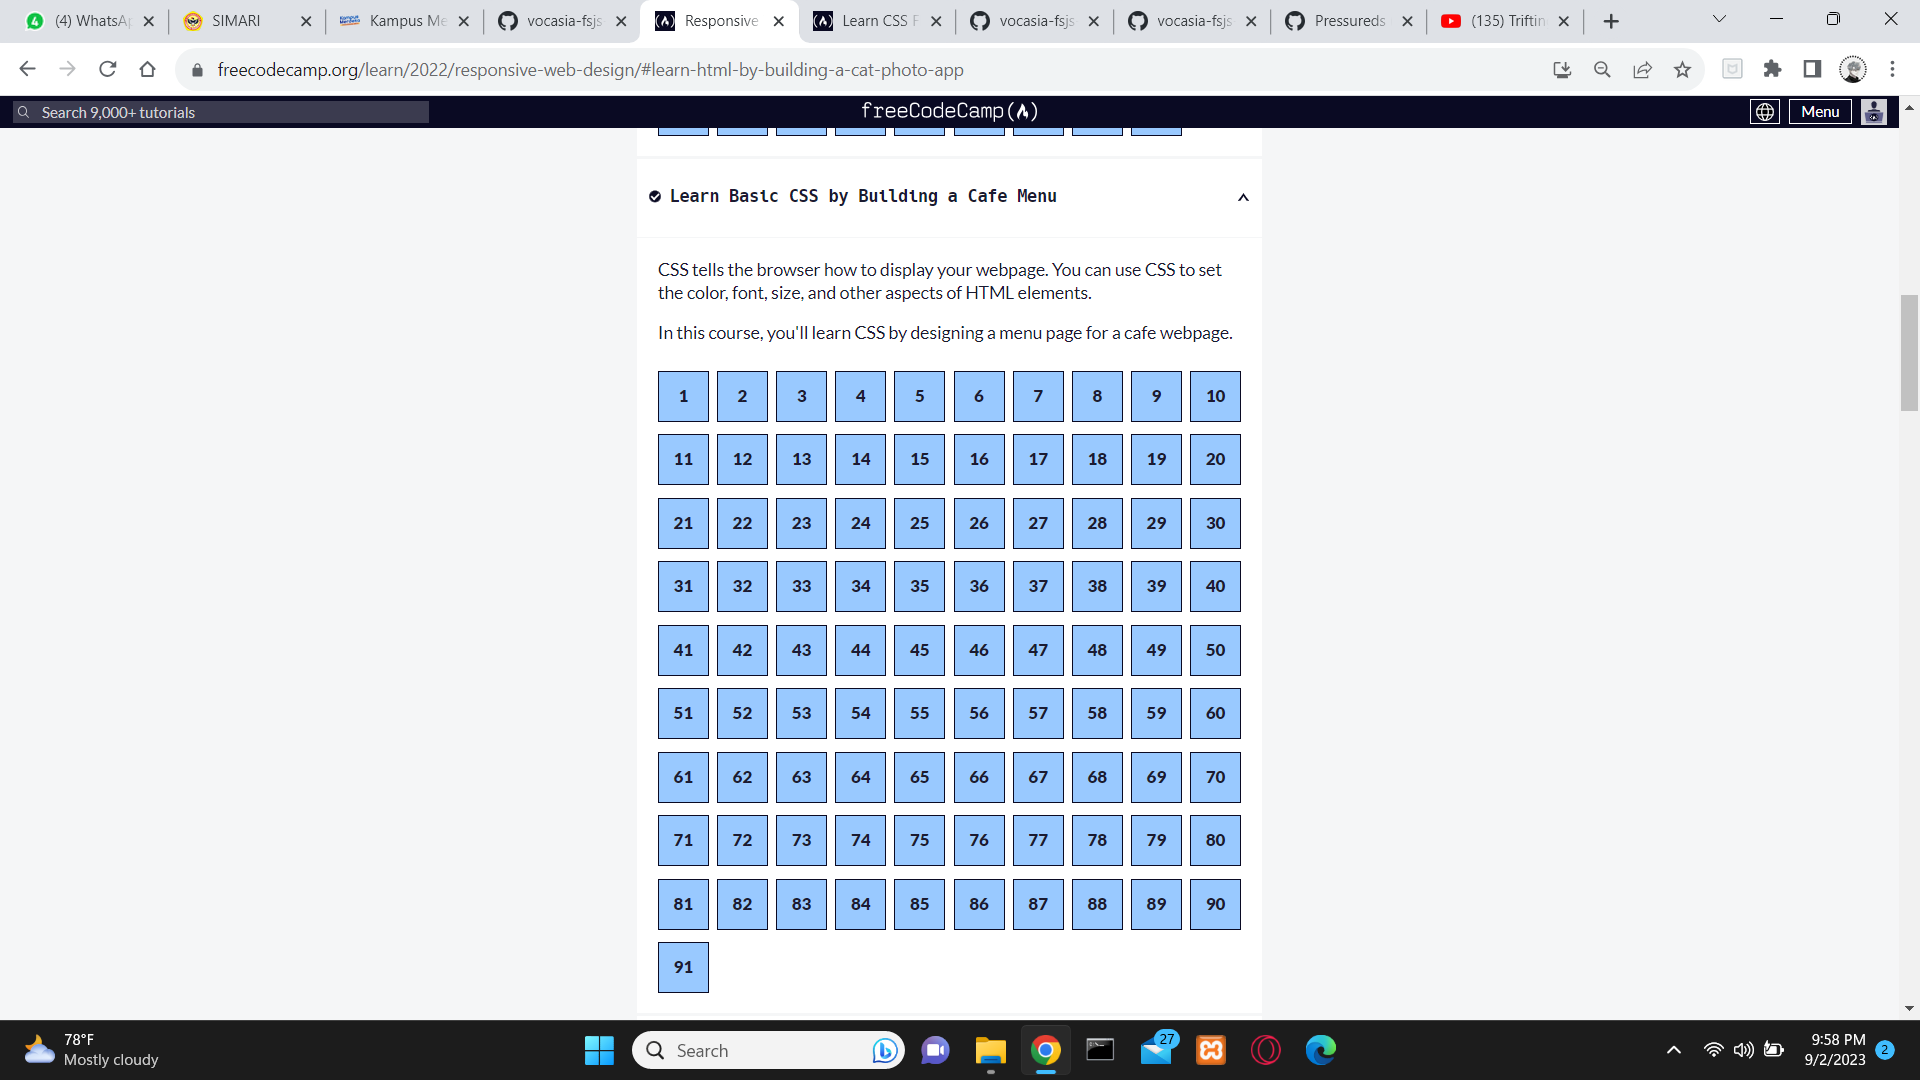 (4) WhatsA
SIMARI
Kampus Me
vocasia-fsjs
Responsive
Learn CSS F
vocasia-fsjs
vocasia-fsjs
Pressureds
(135) Triftin
freecodecamp.org/learn/2022/responsive-web-design/#learn-html-by-building-a-cat-photo-app
Search 9,000+ tutorials
freeCodeCamp
Menu
Learn Basic CSS by Building a Cafe Menu
CSS tells the browser how to display your webpage. You can use CSS to set
the color, font, size, and other aspects of HTML elements.
In this course, you'll learn CSS by designing a menu page for a cafe webpage.
1 2 3 4 5 6 7 8 9 10
11 12 13 14 15 16 17 18 19 20
21 22 23 24 25 26 27 28 29 30
31 32 33 34 35 36 37 38 39 40
41 42 43 44 45 46 47 48 49 50
51 52 53 54 55 56 57 58 59 60
61 62 63 64 65 66 67 68 69 70
71 72 73 74 75 76 77 78 79 80
81 82 83 84 85 86 87 88 89 90
91
78°F
Mostly cloudy
Search
27
9:58 PM
9/2/2023
2